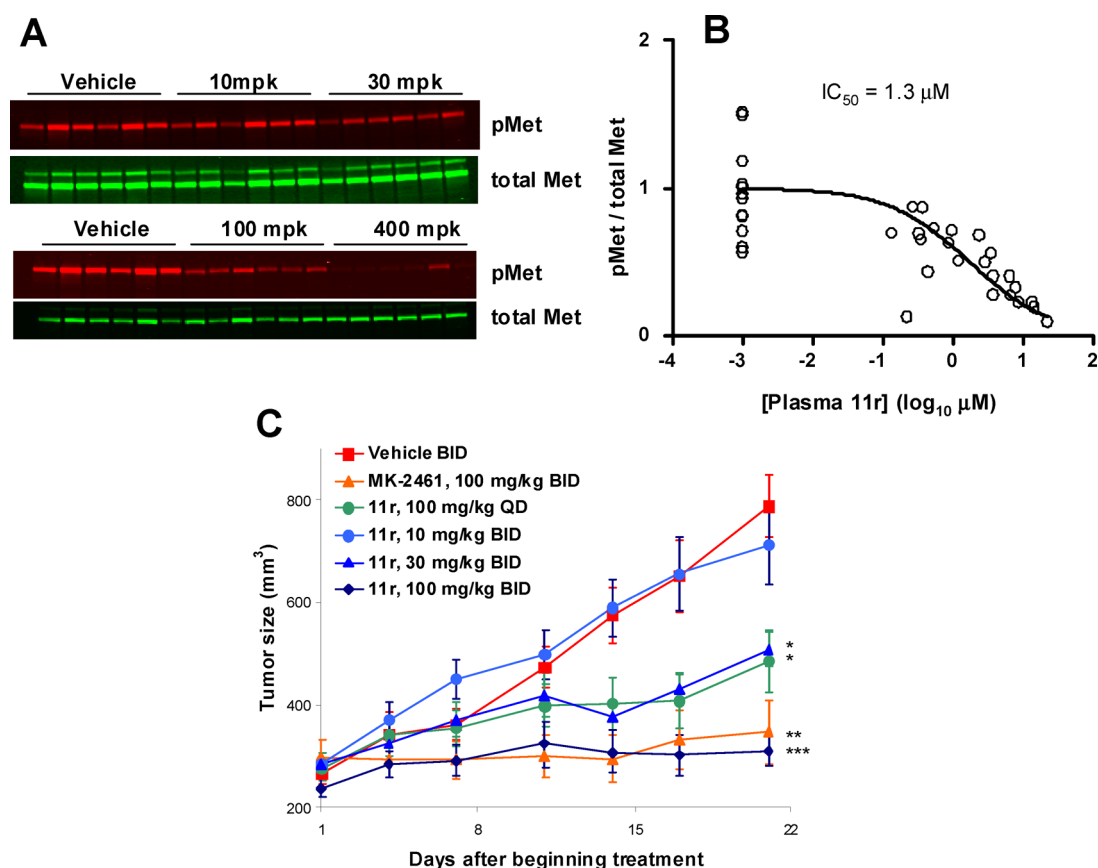 A
Vehicle 10mpk 30 mpk
pMet
total Met
Vehicle 100 mpk 400 mpk
pMet
total Met
B
2
1
0
pMet / total Met
IC50 = 1.3 μM
-4 -3 -2 -1 0 1 2
[Plasma 11r] (log10 μM)
C
Vehicle BID
MK-2461, 100 mg/kg BID
11r, 100 mg/kg QD
11r, 10 mg/kg BID
11r, 30 mg/kg BID
11r, 100 mg/kg BID
800
600
400
200
Tumor size (mm3)
*
*
**
***
1 8 15 22
Days after beginning treatment